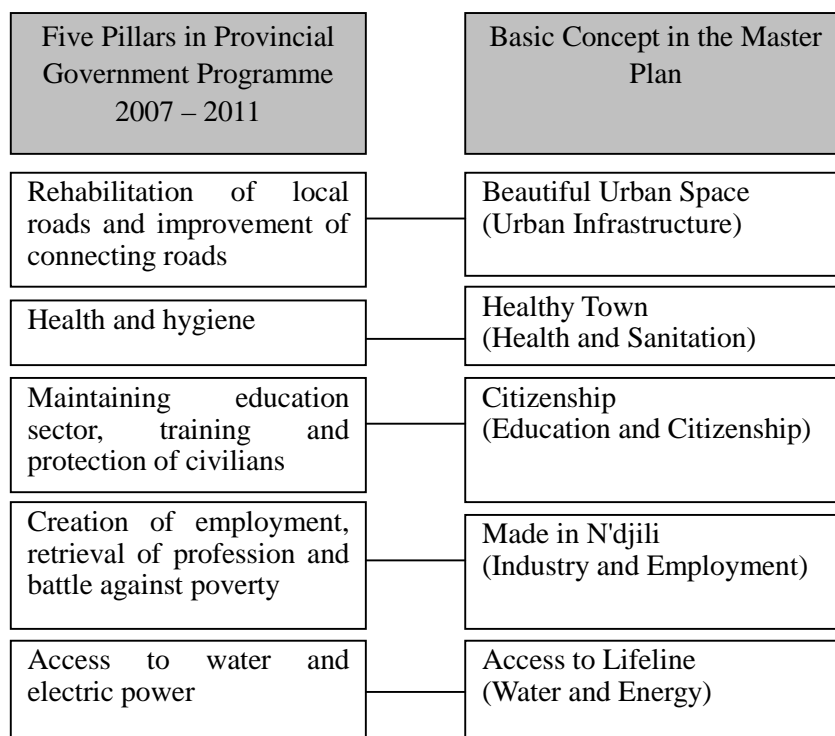 Five Pillars in Provincial
Government Programme
2007 – 2011
Basic Concept in the Master
Plan
Rehabilitation of local
roads and improvement of
connecting roads
Beautiful Urban Space
(Urban Infrastructure)
Health and hygiene
Healthy Town
(Health and Sanitation)
Maintaining education
sector, training and
protection of civilians
Citizenship
(Education and Citizenship)
Creation of employment,
retrieval of profession and
battle against poverty
Made in N'djili
(Industry and Employment)
Access to water and
electric power
Access to Lifeline
(Water and Energy)